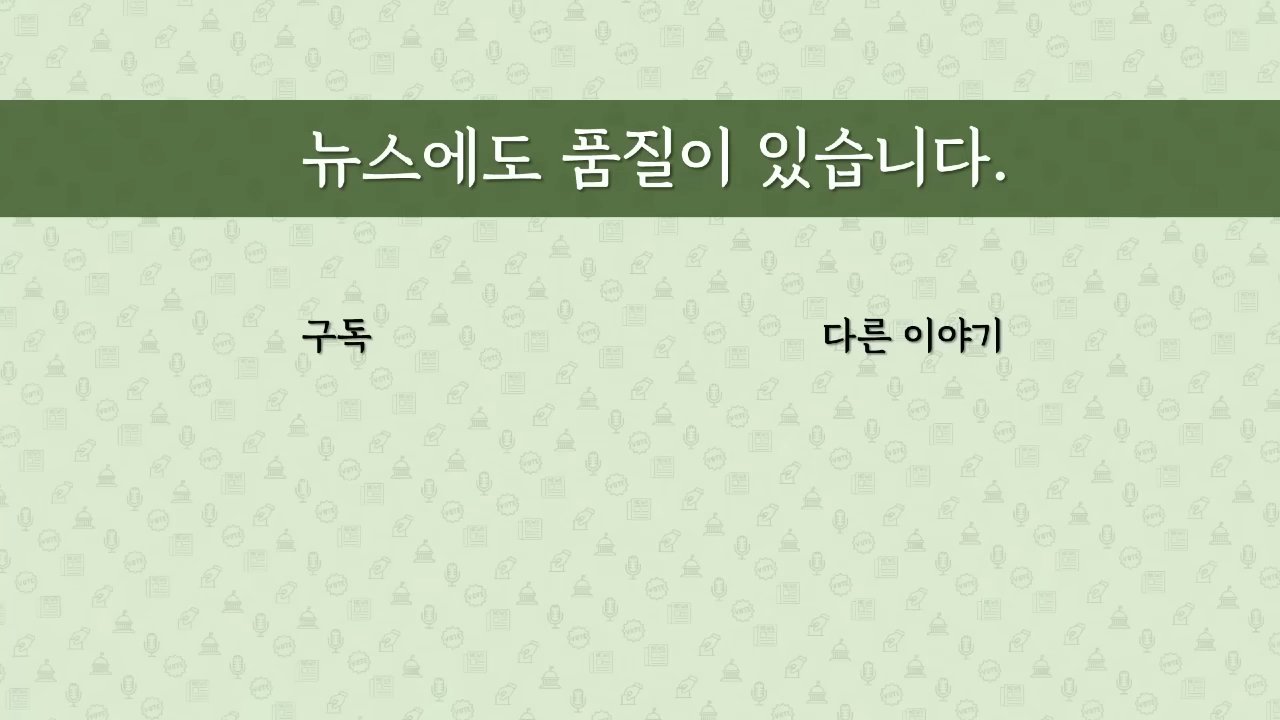 뉴스에도 품질이 있습니다.
구독
다른 이야기